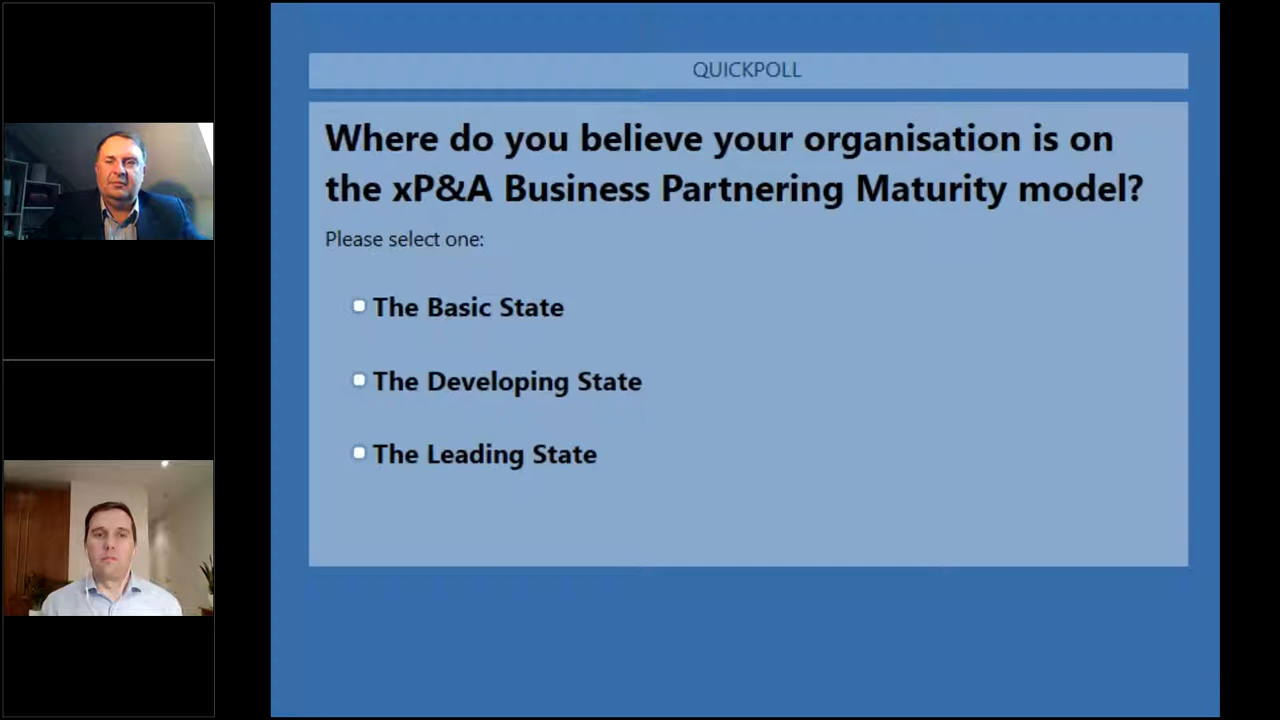 QUICKPOLL
Where do you believe your organisation is on
the xP&A Business Partnering Maturity model?
Please select one:
The Basic State
The Developing State
The Leading State